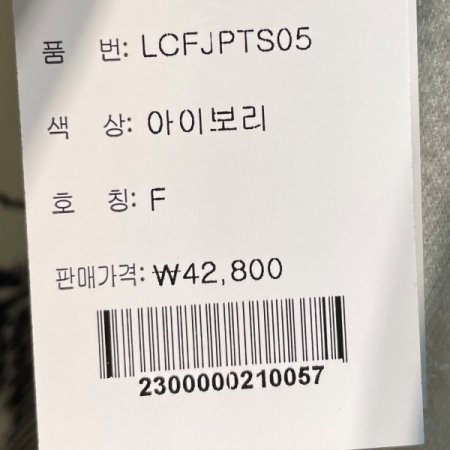 품 번: LCFJPTS05
색 상: 아이보리
호 칭: F
판매가격: ₩42,800
2300000210057